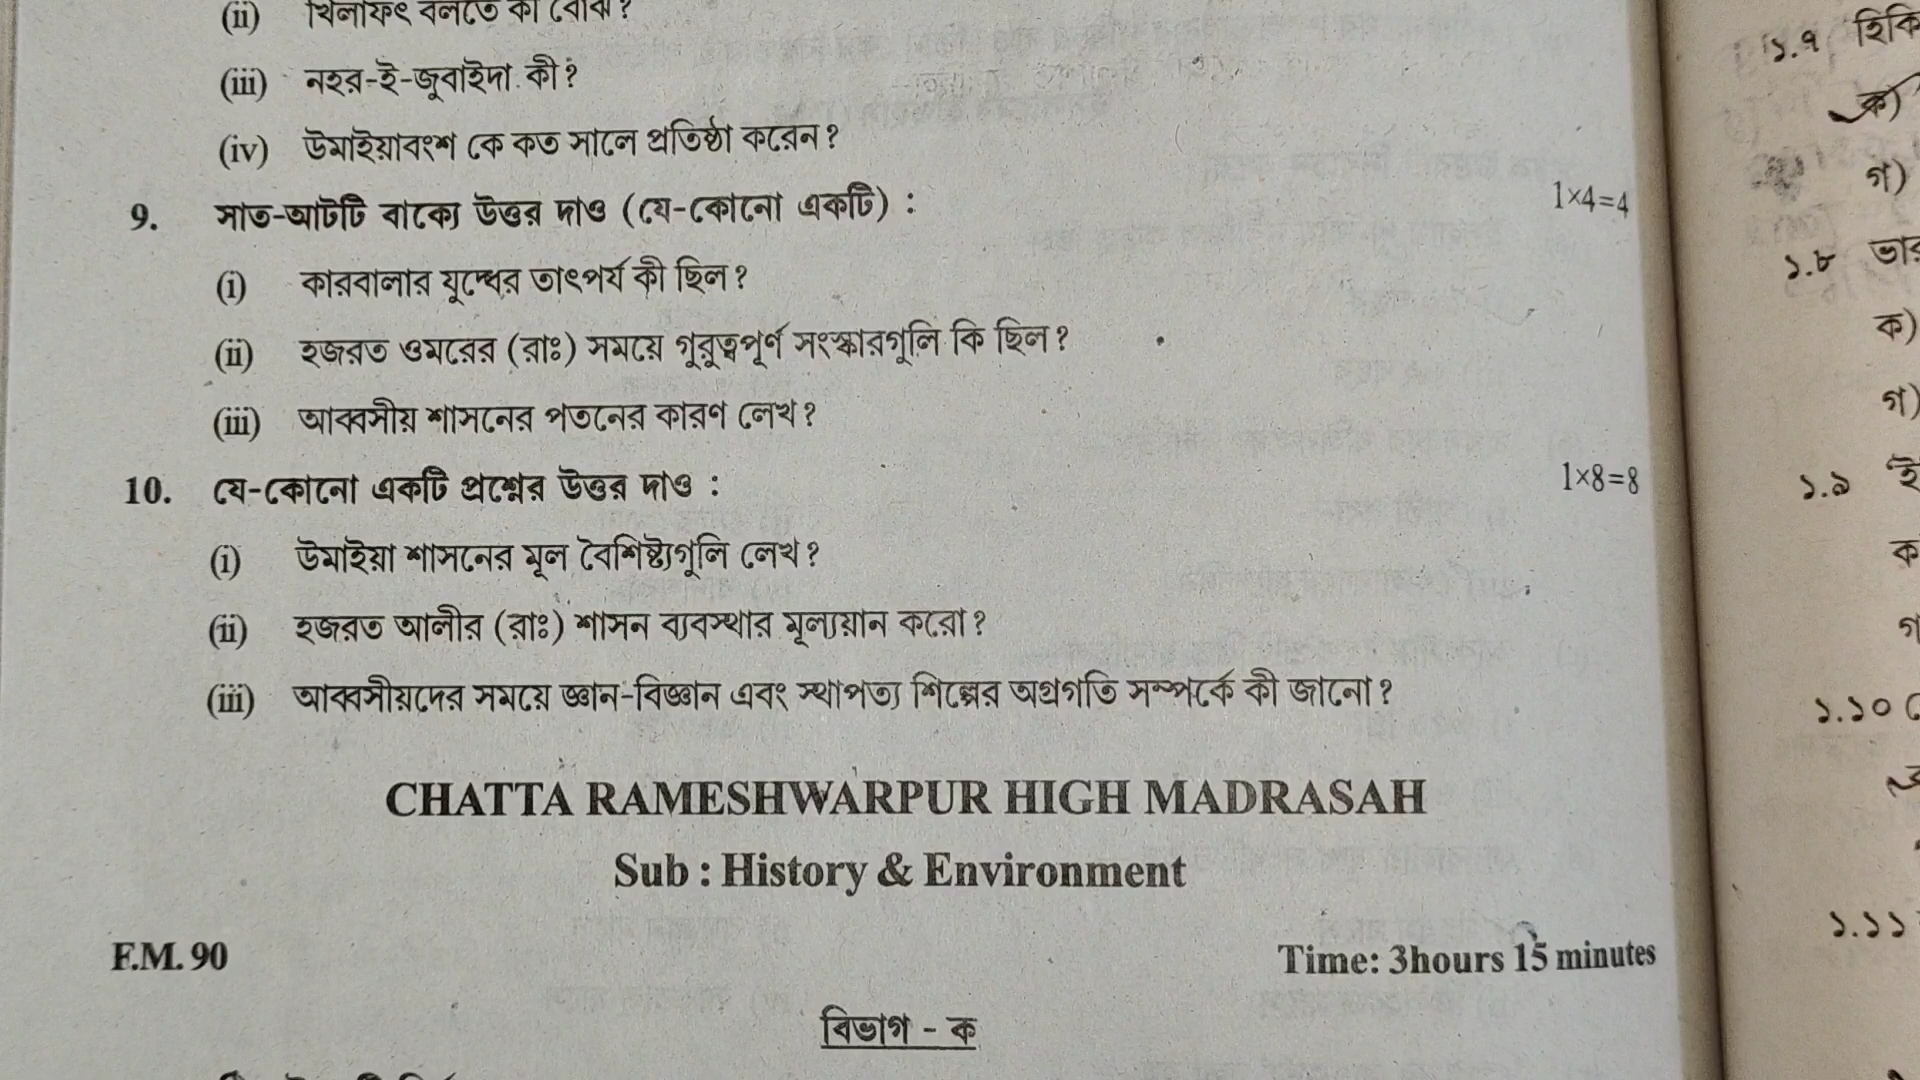 (ii) খিলাফৎ বলতে কী বোঝ?
(iii) নহর-ই-জুবাইদা কী?
(iv) উমাইয়াবংশ কে কত সালে প্রতিষ্ঠা করেন?
9. সাত-আটটি বাক্যে উত্তর দাও (যে-কোনো একটি) : 1×4=4
(i) কারবালার যুদ্ধের তাৎপর্য কী ছিল?
(ii) হজরত ওমরের (রাঃ) সময়ে গুরুত্বপূর্ণ সংস্কারগুলি কি ছিল?
(iii) আব্বসীয় শাসনের পতনের কারণ লেখ?
10. যে-কোনো একটি প্রশ্নের উত্তর দাও : 1×8=8
(i) উমাইয়া শাসনের মূল বৈশিষ্ট্যগুলি লেখ?
(ii) হজরত আলীর (রাঃ) শাসন ব্যবস্থার মূল্যয়ান করো?
(iii) আব্বসীয়দের সময়ে জ্ঞান-বিজ্ঞান এবং স্থাপত্য শিল্পের অগ্রগতি সম্পর্কে কী জানো?
CHATTA RAMESHWARPUR HIGH MADRASAH
Sub : History & Environment
F.M. 90 Time: 3hours 15 minutes
বিভাগ - ক
১.৭
ক)
গ)
১.৮
ক)
গ)
১.৯
ক
গ
১.১০
১.১১